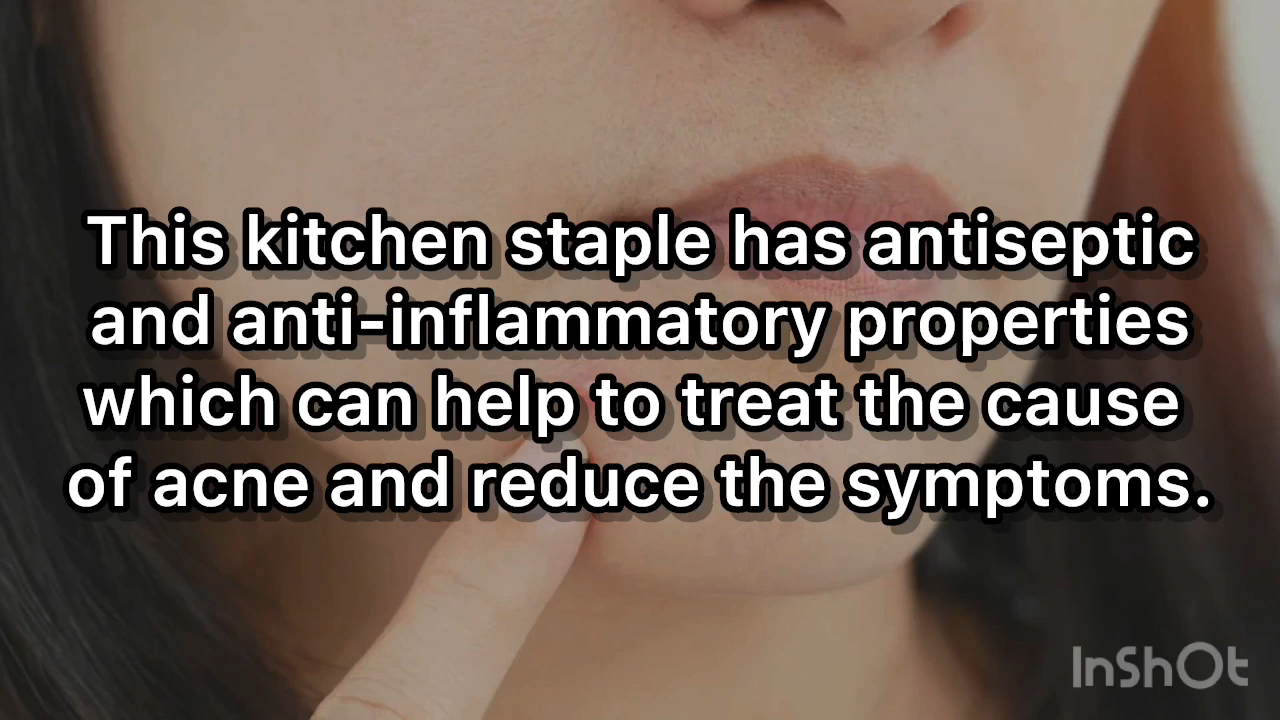 This kitchen staple has antiseptic
and anti-inflammatory properties
which can help to treat the cause
of acne and reduce the symptoms.
InShOt